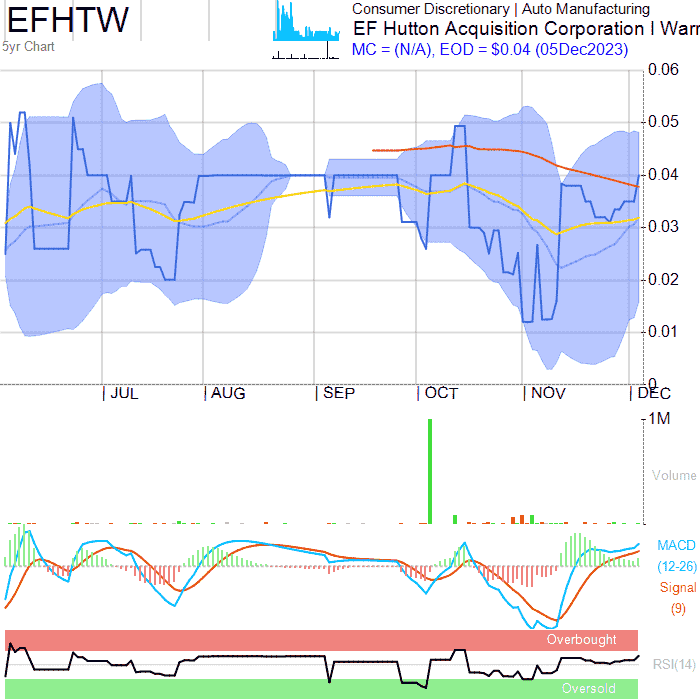 EFHTW
5yr Chart
Consumer Discretionary | Auto Manufacturing
EF Hutton Acquisition Corporation I Warr
MC = (N/A), EOD = $0.04 (05Dec2023)
0.06
0.05
0.04
0.03
0.02
0.01
0
JUL
AUG
SEP
OCT
NOV
DEC
1M
Volume
MACD
(12-26)
Signal
(9)
Overbought
RSI(14)
Oversold